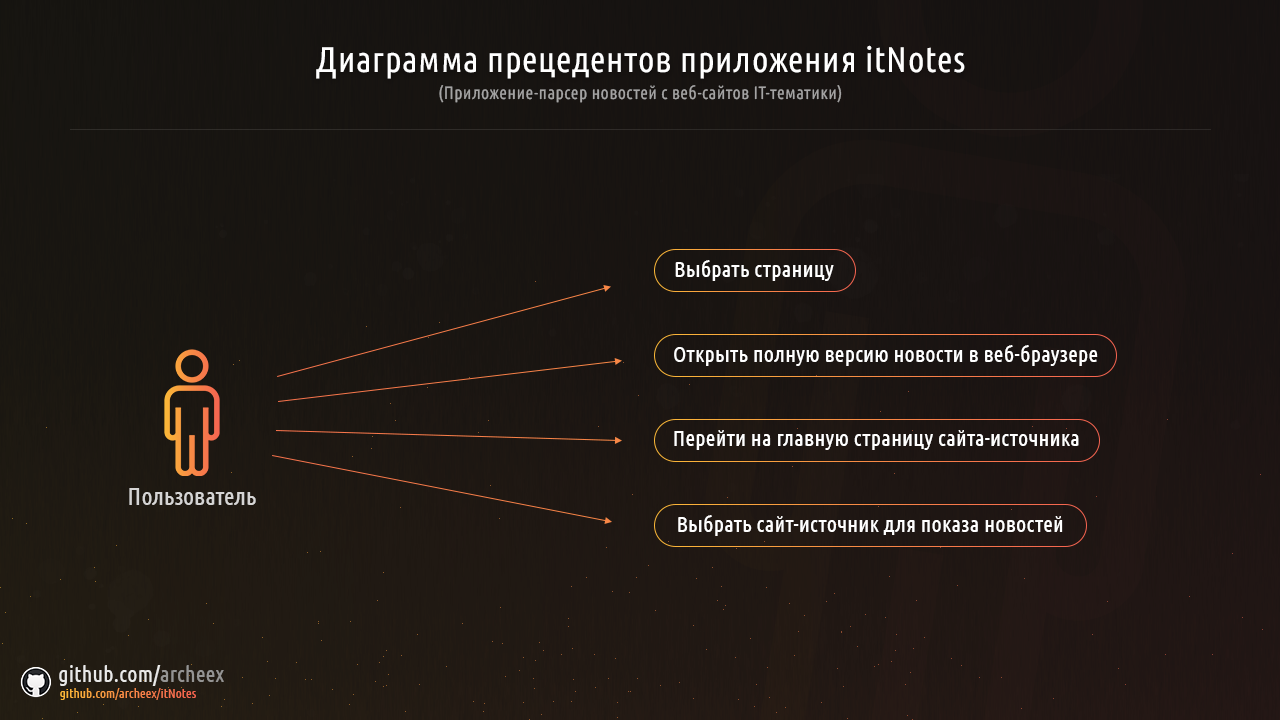 Диаграмма прецедентов приложения itNotes
(Приложение-парсер новостей с веб-сайтов IT-тематики)
Выбрать страницу
Открыть полную версию новости в веб-браузере
Перейти на главную страницу сайта-источника
Выбрать сайт-источник для показа новостей
Пользователь
github.com/archeex
github.com/archeex/itNotes